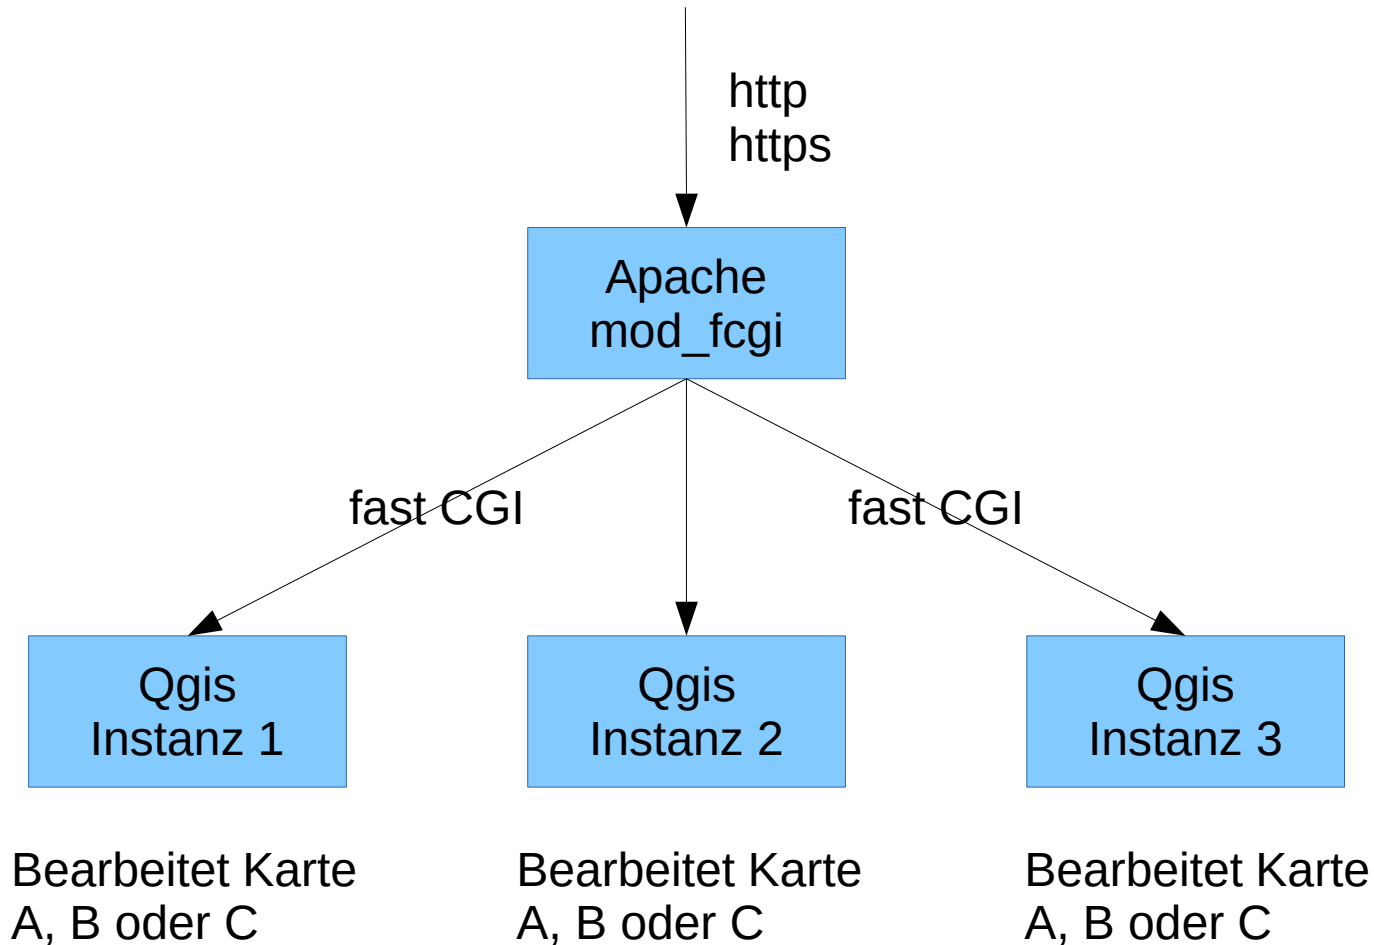 http
https
Apache
mod_fcgi
fast CGI
fast CGI
Qgis
Instanz 1
Qgis
Instanz 2
Qgis
Instanz 3
Bearbeitet Karte
A, B oder C
Bearbeitet Karte
A, B oder C
Bearbeitet Karte
A, B oder C